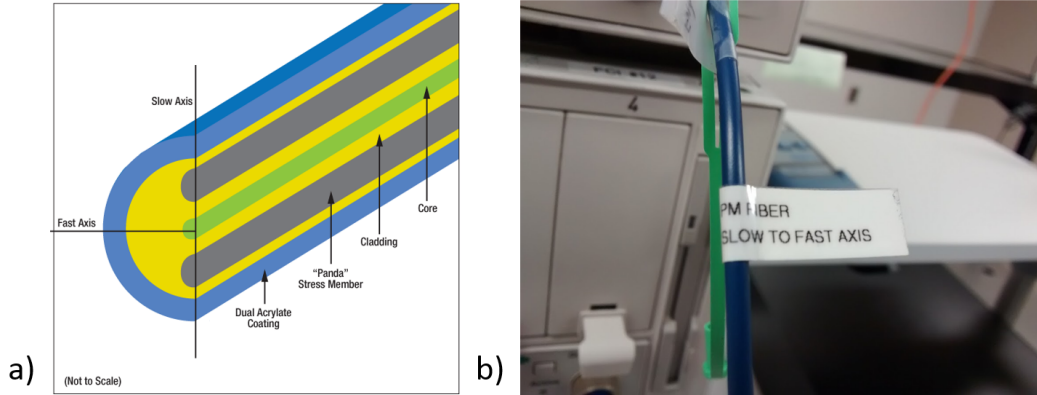 Slow Axis
Fast Axis
Core
Cladding
"Panda"
Stress Member
Dual Acrylate
Coating
(Not to Scale)
a)
4
PM FIBER
SLOW TO FAST AXIS
b)